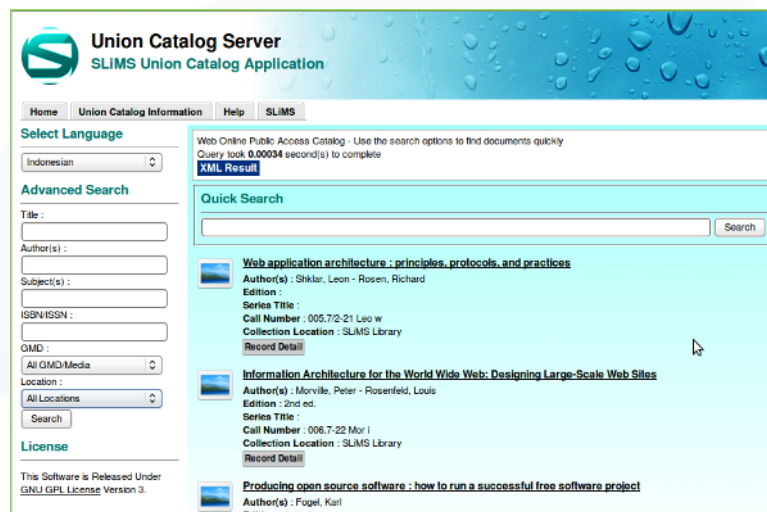 Union Catalog Server
SLiMS Union Catalog Application
Home Union Catalog Information Help SLiMS
Select Language
Indonesian
Advanced Search
Title :
Author(s) :
Subject(s) :
ISBN/ISSN :
GMD :
All GMD/Media
Location :
All Locations
Search
License
This Software is Released Under
GNU GPL License Version 3.
Web Online Public Access Catalog - Use the search options to find documents quickly
Query took 0.00034 second(s) to complete
XML Result
Quick Search
Search
Web application architecture : principles, protocols, and practices
Author(s) : Shklar, Leon - Rosen, Richard
Edition :
Series Title :
Call Number : 005.7/2-21 Leo w
Collection Location : SLiMS Library
Record Detail
Information Architecture for the World Wide Web: Designing Large-Scale Web Sites
Author(s) : Morville, Peter - Rosenfeld, Louis
Edition : 2nd ed.
Series Title :
Call Number : 006.7-22 Mor i
Collection Location : SLiMS Library
Record Detail
Producing open source software : how to run a successful free software project
Author(s) : Fogel, Karl